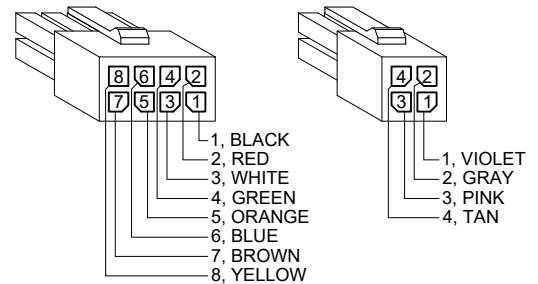 8 6 4 2
7 5 3 1
1, BLACK
2, RED
3, WHITE
4, GREEN
5, ORANGE
6, BLUE
7, BROWN
8, YELLOW
4 2
3 1
1, VIOLET
2, GRAY
3, PINK
4, TAN